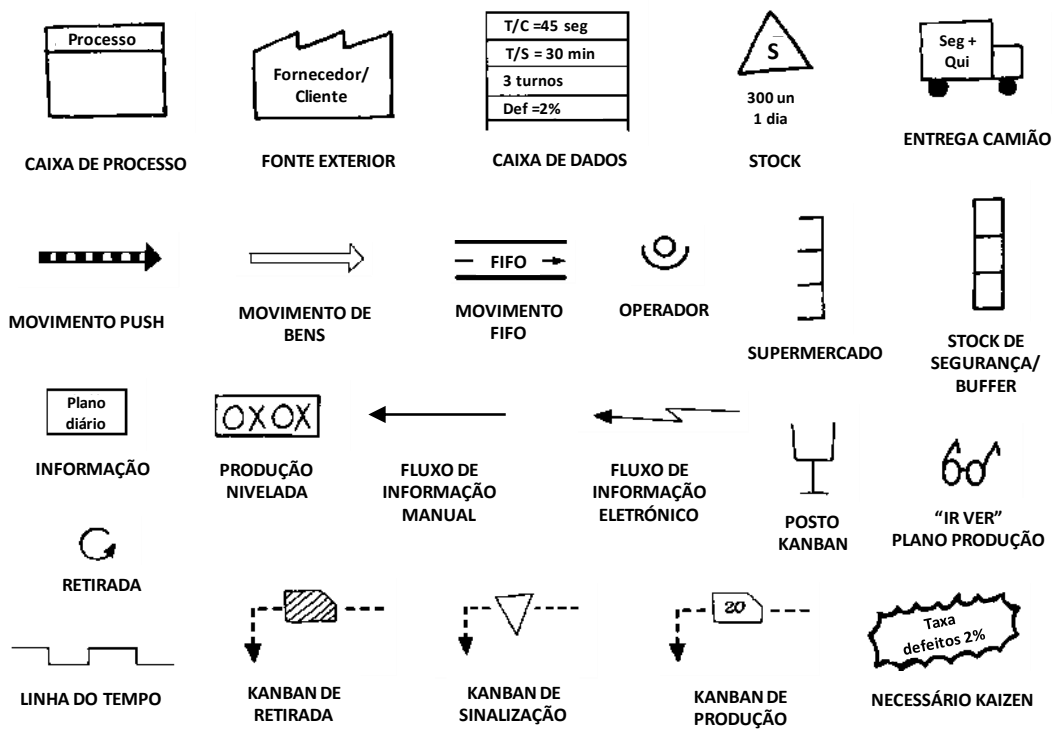 Processo
CAIXA DE PROCESSO
Fornecedor/
Cliente
FONTE EXTERIOR
T/C =45 seg
T/S = 30 min
3 turnos
Def =2%
CAIXA DE DADOS
S
300 un
1 dia
STOCK
Seg +
Qui
ENTREGA CAMIÃO
MOVIMENTO PUSH
MOVIMENTO DE
BENS
FIFO
MOVIMENTO
FIFO
OPERADOR
SUPERMERCADO
STOCK DE
SEGURANÇA/
BUFFER
Plano
diário
INFORMAÇÃO
OXOX
PRODUÇÃO
NIVELADA
FLUXO DE
INFORMAÇÃO
MANUAL
FLUXO DE
INFORMAÇÃO
ELETRÓNICO
POSTO
KANBAN
“IR VER”
PLANO PRODUÇÃO
RETIRADA
LINHA DO TEMPO
KANBAN DE
RETIRADA
KANBAN DE
SINALIZAÇÃO
20
KANBAN DE
PRODUÇÃO
Taxa
defeitos 2%
NECESSÁRIO KAIZEN